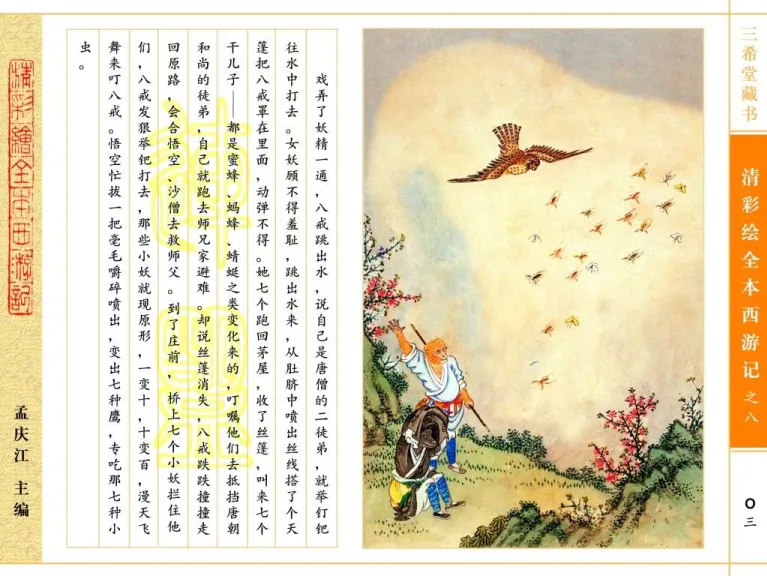 三希堂藏书
清彩绘全本西游记之八
〇三
戏弄了妖精一通，八戒跳出水，说自己是唐僧的二徒弟，就举钉钯
往水中打去。女妖顾不得羞耻，跳出水来，从肚脐中喷出丝线搭了个天
篷把八戒罩在里面，动弹不得。她七个跑回茅屋，收了丝篷，叫来七个
干儿子——都是蜜蜂、蚂蜂、蜻蜓之类变化来的，叮嘱他们去抵挡唐朝
和尚的徒弟，自己就跑去师兄家避难。却说丝篷消失，八戒跌跌撞撞走
回原路，会合悟空、沙僧去救师父。到了庄前，桥上七个小妖拦住他
们，八戒发狠举钯打去，那些小妖就现原形，一变十，十变百，漫天飞
舞来叮八戒。悟空忙拔一把毫毛嚼碎喷出，变出七种鹰，专吃那七种小
虫。
清彩繪全本西游記
孟庆江 主编